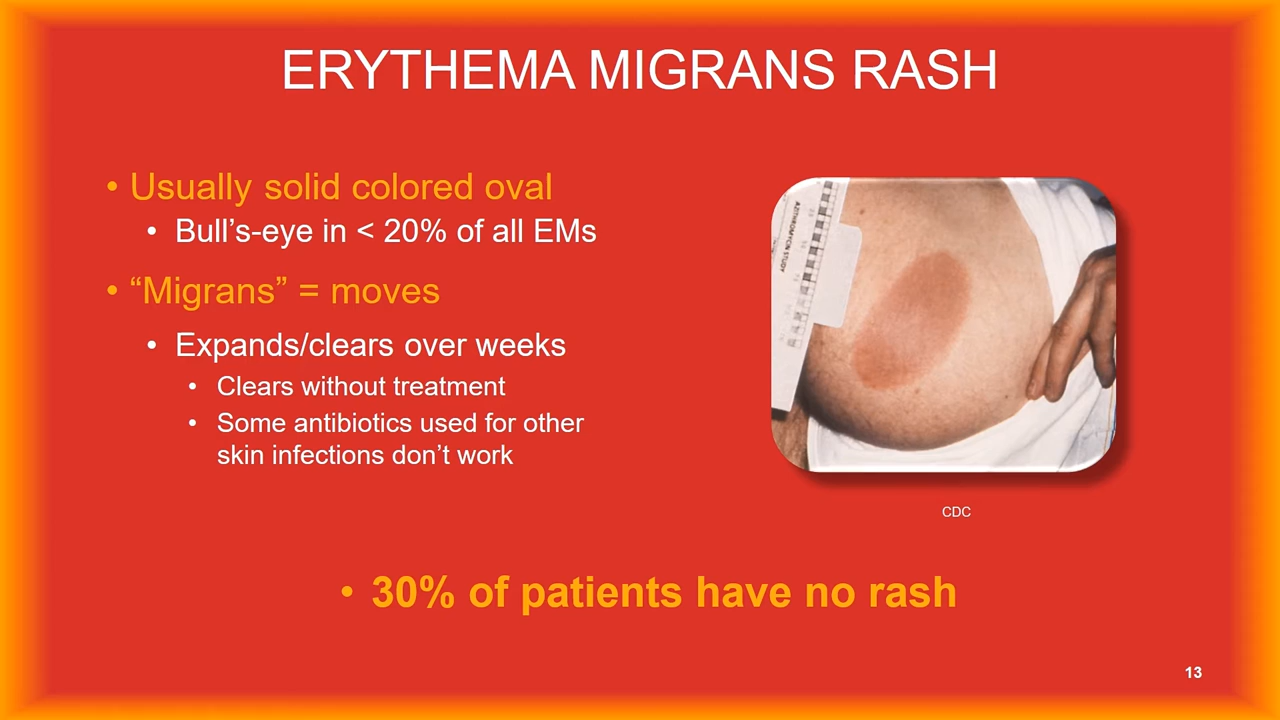 ERYTHEMA MIGRANS RASH
• Usually solid colored oval
• Bull’s-eye in < 20% of all EMs
• “Migrans” = moves
• Expands/clears over weeks
• Clears without treatment
• Some antibiotics used for other
skin infections don’t work
AZITHROMYCIN STUDY
CDC
• 30% of patients have no rash
13